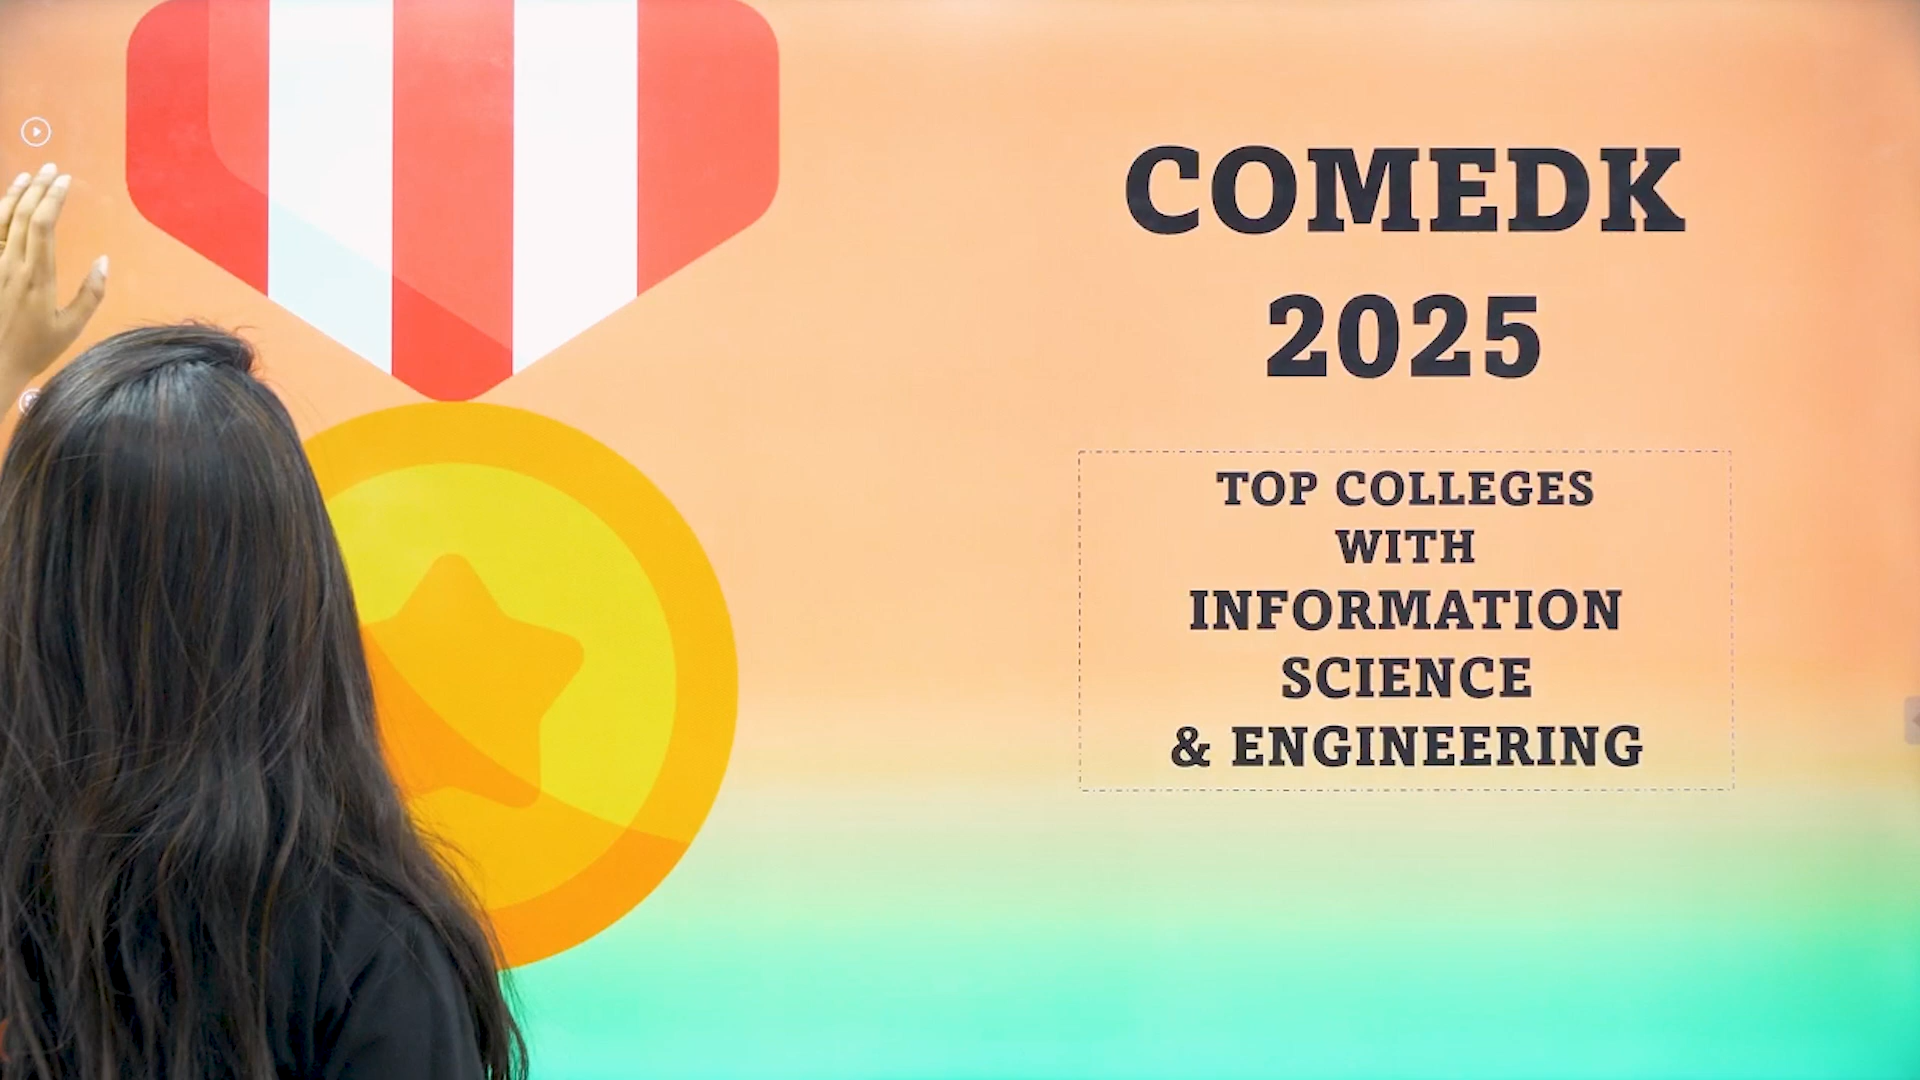 COMEDK
2025
TOP COLLEGES
WITH
INFORMATION
SCIENCE
& ENGINEERING